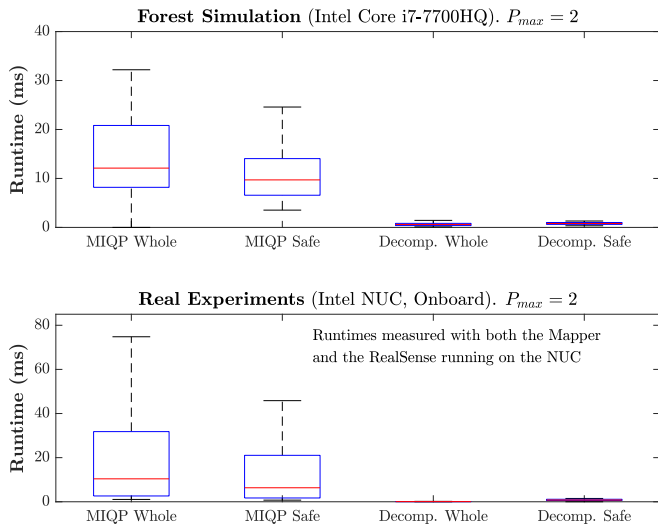 Forest Simulation (Intel Core i7-7700HQ). P_max = 2
40
30
20
10
0
Runtime (ms)
MIQP Whole MIQP Safe Decomp. Whole Decomp. Safe
Real Experiments (Intel NUC, Onboard). P_max = 2
80
60
40
20
0
Runtime (ms)
Runtimes measured with both the Mapper
and the RealSense running on the NUC
MIQP Whole MIQP Safe Decomp. Whole Decomp. Safe